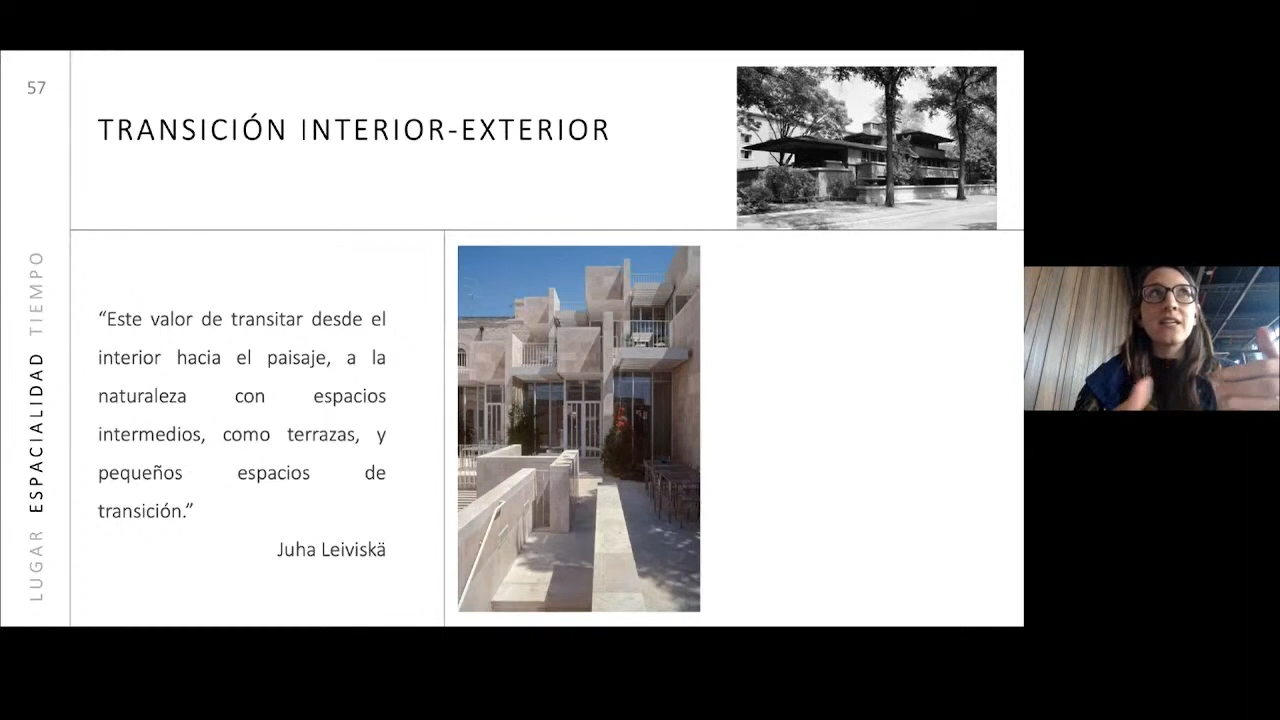 57
TRANSICIÓN INTERIOR-EXTERIOR
LUGAR ESPACIALIDAD TIEMPO
“Este valor de transitar desde el
interior hacia el paisaje, a la
naturaleza con espacios
intermedios, como terrazas, y
pequeños espacios de
transición.”
Juha Leiviskä